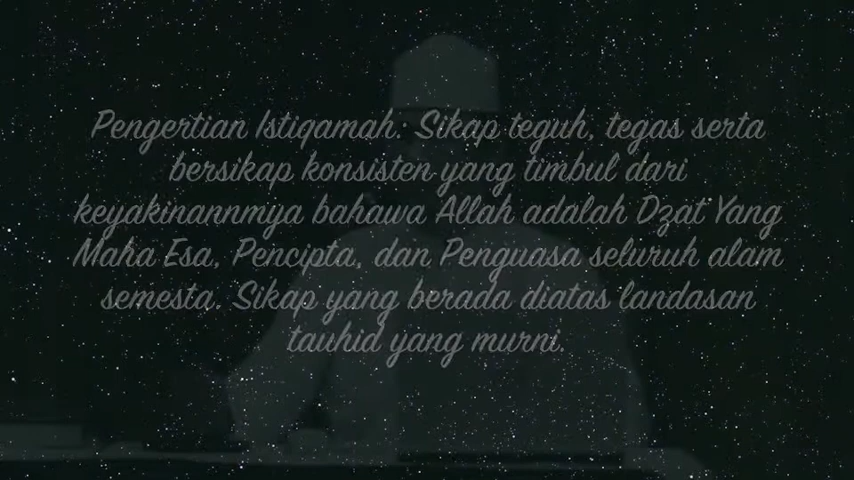 Pengertian Istiqamah: Sikap teguh, tegas serta
bersikap konsisten yang timbul dari
keyakinannmya bahawa Allah adalah Dzat Yang
Maha Esa, Pencipta, dan Penguasa seluruh alam
semesta. Sikap yang berada diatas landasan
tauhid yang murni.